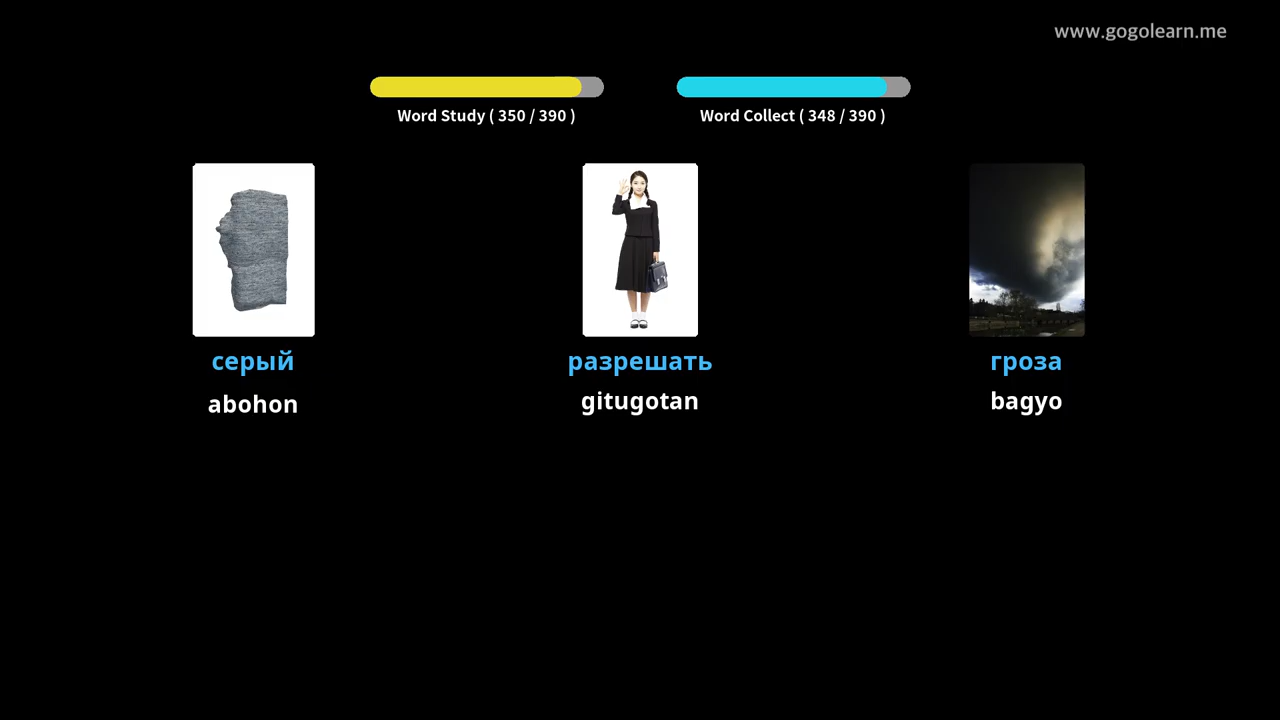 www.gogolearn.me
Word Study ( 350 / 390 )
Word Collect ( 348 / 390 )
серый
abohon
разрешать
gitugotan
гроза
bagyo